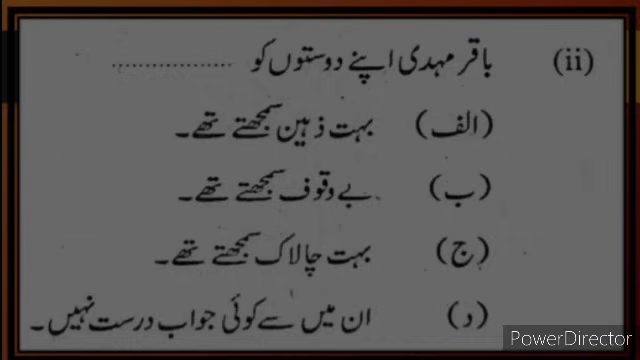 (ii) باقر مہدی اپنے دوستوں کو ................
(الف) بہت ذہین سمجھتے تھے۔
(ب) بے وقوف سمجھتے تھے۔
(ج) بہت چالاک سمجھتے تھے۔
(د) ان میں سے کوئی جواب درست نہیں۔
PowerDirector